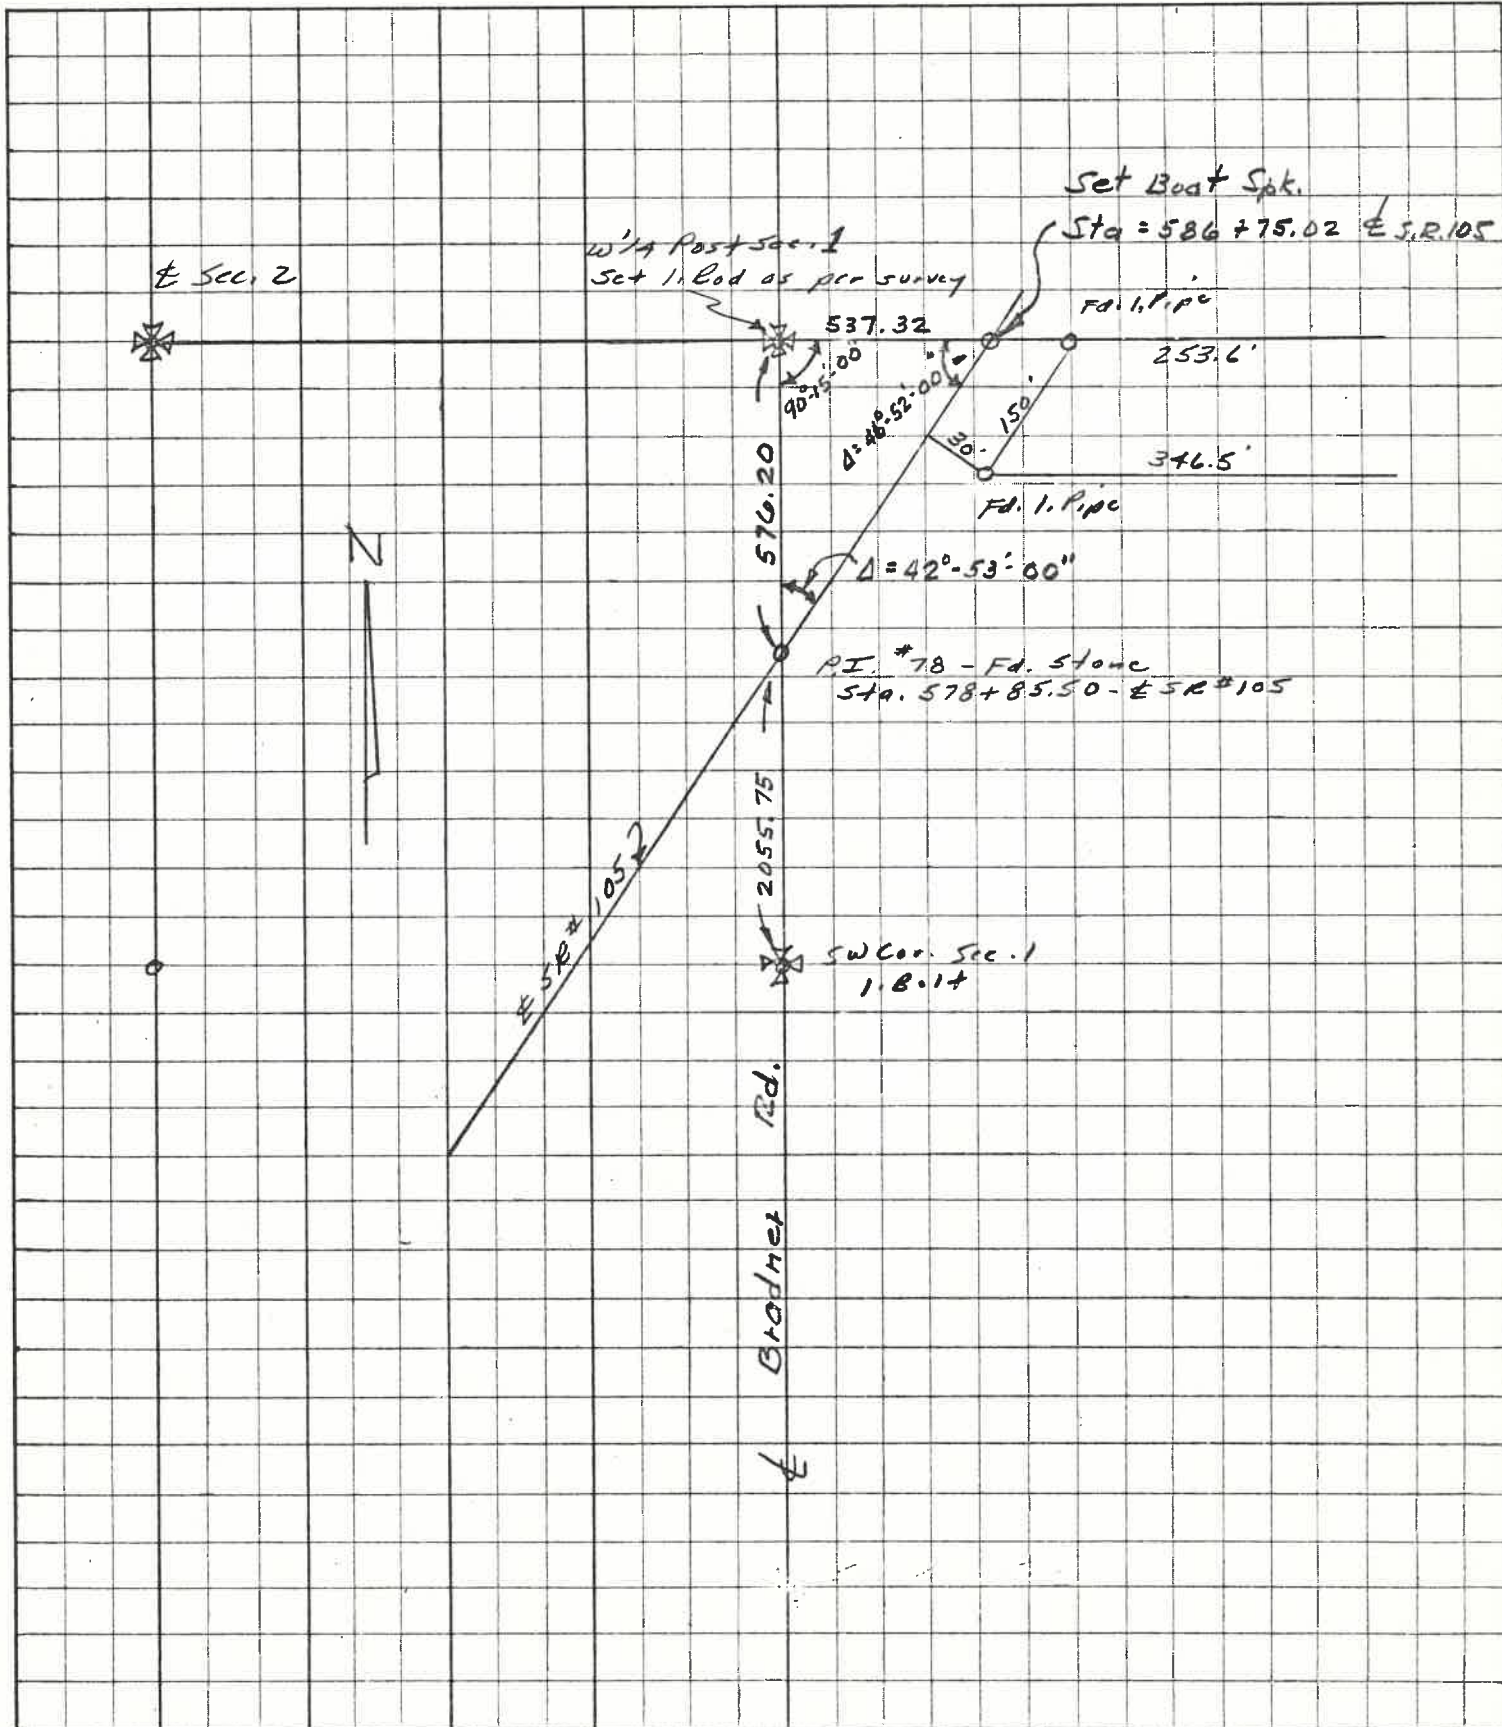 Set Boat Spk.
Sta = 586 + 75.02 ℄ S.R.105
W 1/4 Post Sec. 1
Set I. Rod as per survey
℄ Sec. 2
Fd. I. Pipe
537.32
253.6'
90°-15'-00"
Δ=46°-52'-00"
150'
30'
346.5'
Fd. I. Pipe
576.20
N
Δ = 42°-53'-00"
P.I. #78 - Fd. Stone
Sta. 578+85.50 - ℄ SR #105
2055.75
℄ SR # 105
SW Cor. Sec. 1
I. Bolt
℄ Bradner Rd.